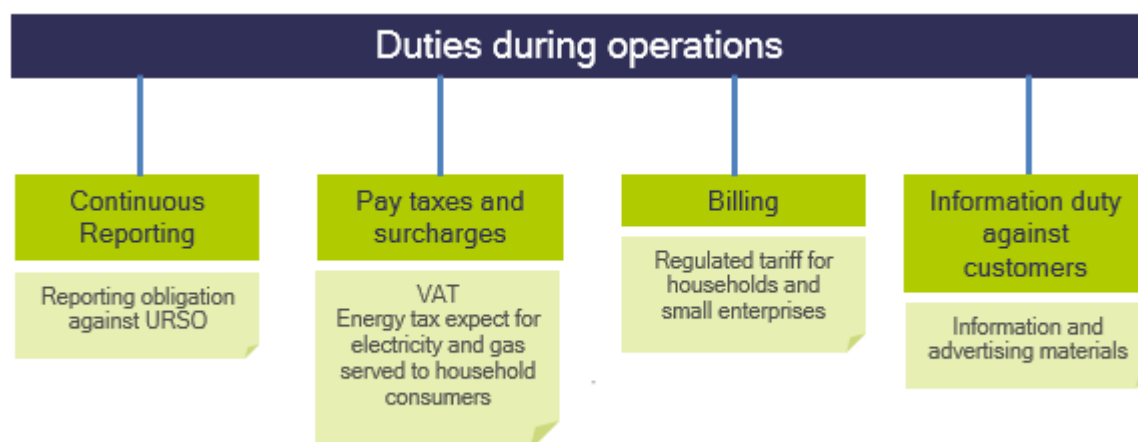 Duties during operations
Continuous
Reporting
Reporting obligation
against URSO
Pay taxes and
surcharges
VAT
Energy tax expect for
electricity and gas
served to household
consumers
Billing
Regulated tariff for
households and
small enterprises
Information duty
against
customers
Information and
advertising materials